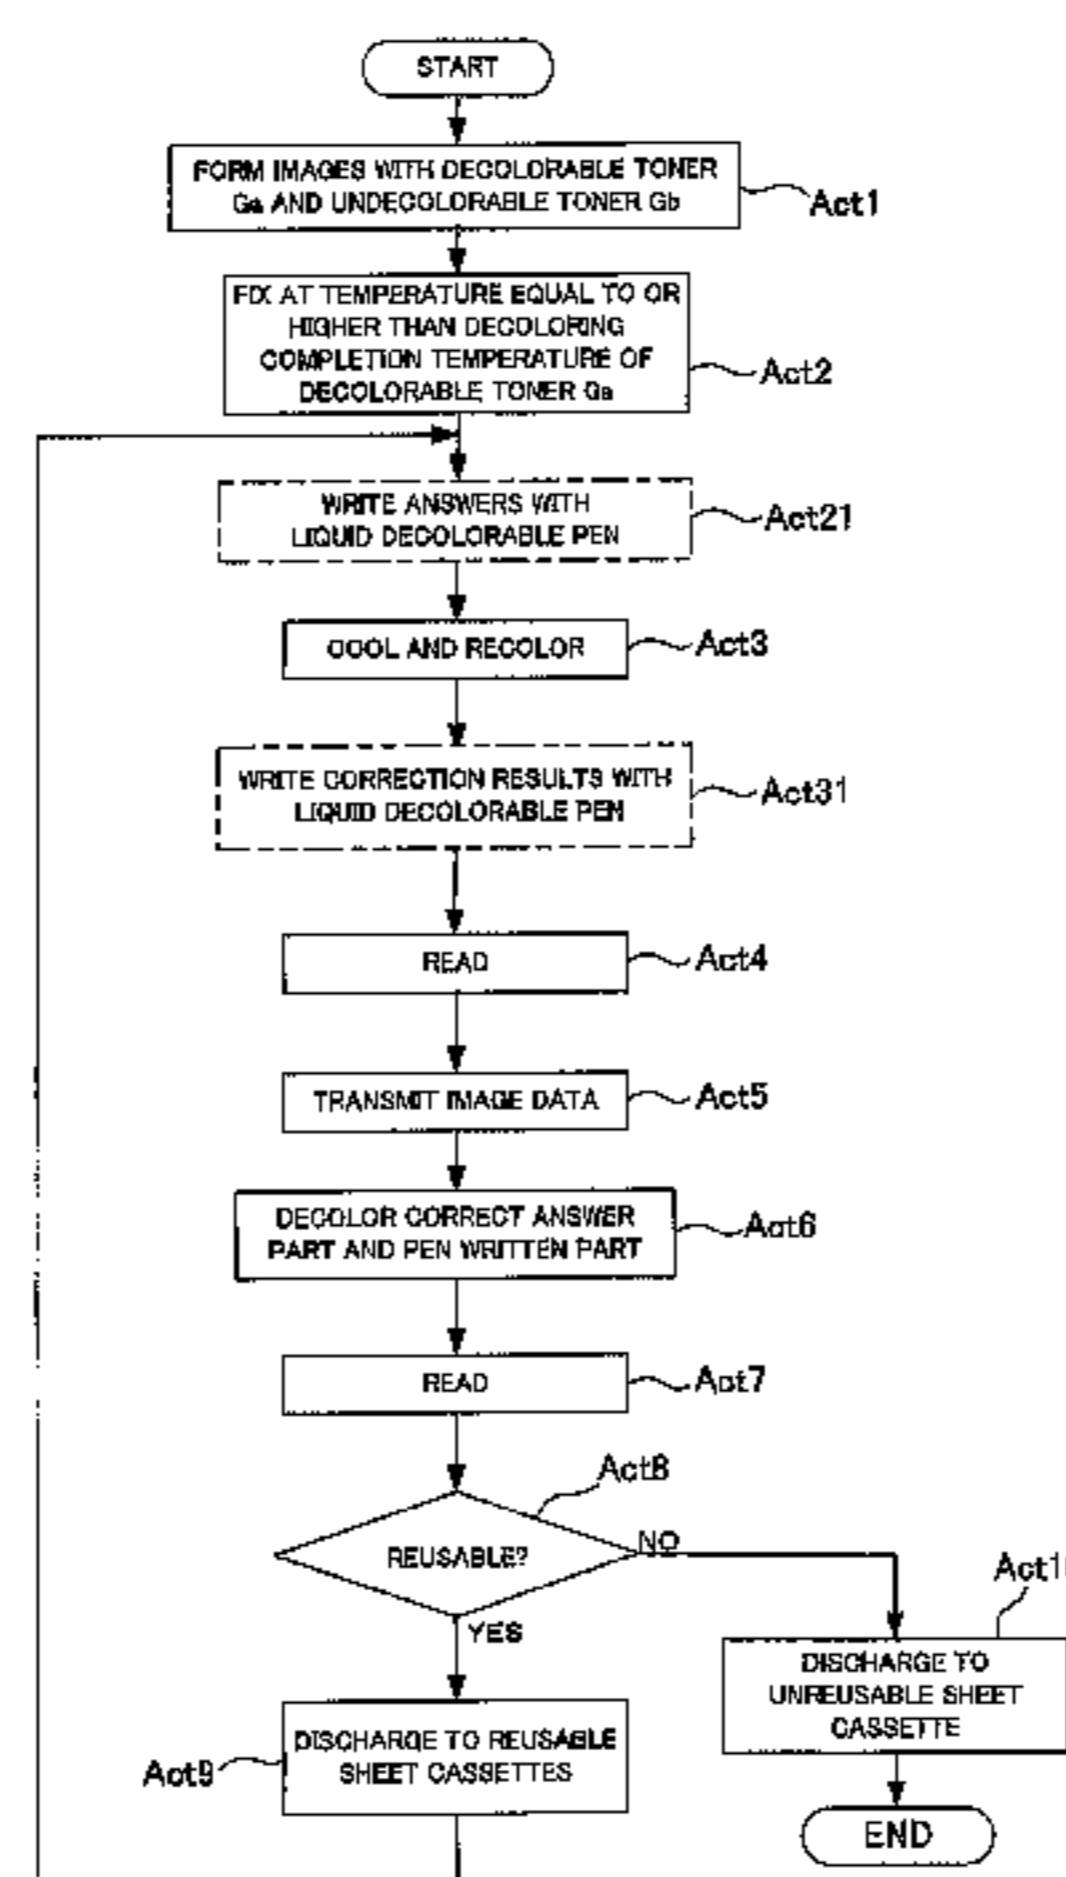 START
FORM IMAGES WITH DECOLORABLE TONER
Ga AND UNDECOLORABLE TONER Gb
Act1
FIX AT TEMPERATURE EQUAL TO OR
HIGHER THAN DECOLORING
COMPLETION TEMPERATURE OF
DECOLORABLE TONER Ga
Act2
WRITE ANSWERS WITH
LIQUID DECOLORABLE PEN
Act21
COOL AND RECOLOR
Act3
WRITE CORRECTION RESULTS WITH
LIQUID DECOLORABLE PEN
Act31
READ
Act4
TRANSMIT IMAGE DATA
Act5
DECOLOR CORRECT ANSWER
PART AND PEN WRITTEN PART
Act6
READ
Act7
Act8
REUSABLE?
NO
YES
DISCHARGE TO
UNREUSABLE SHEET
CASSETTE
DISCHARGE TO REUSABLE
SHEET CASSETTES
Act9
END